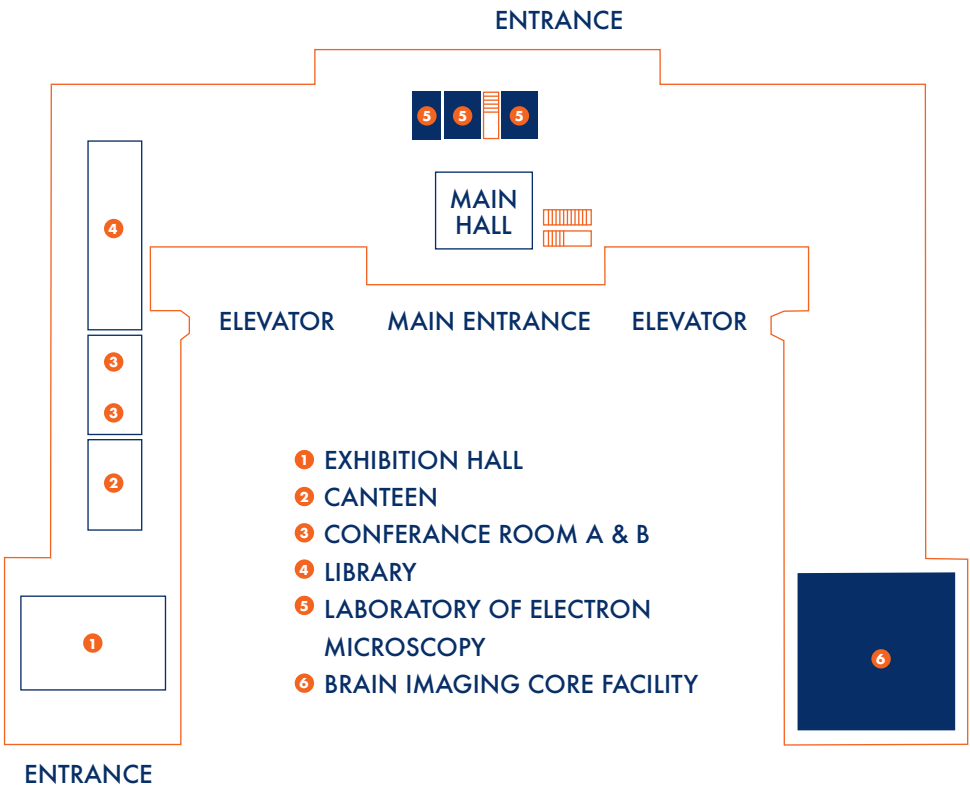 ENTRANCE
5 5 5
MAIN
HALL
4
ELEVATOR MAIN ENTRANCE ELEVATOR
3
3
2
1 EXHIBITION HALL
2 CANTEEN
3 CONFERANCE ROOM A & B
4 LIBRARY
5 LABORATORY OF ELECTRON
MICROSCOPY
6 BRAIN IMAGING CORE FACILITY
1
6
ENTRANCE